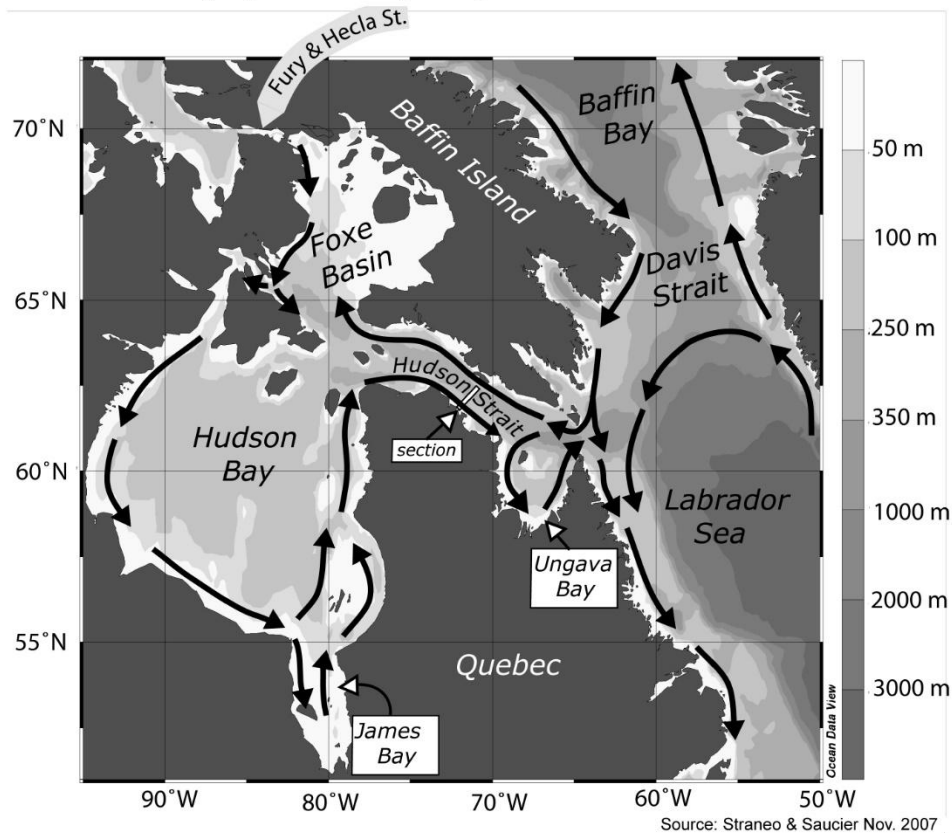 Fury & Hecla St.
Baffin
Bay
Baffin Island
70°N
Foxe
Basin
Davis
Strait
65°N
Hudson Strait
section
Hudson
Bay
60°N
Labrador
Sea
Ungava
Bay
55°N
Quebec
James
Bay
90°W
80°W
70°W
60°W
50°W
50 m
100 m
250 m
350 m
1000 m
2000 m
3000 m
Ocean Data View
Source: Straneo & Saucier Nov. 2007